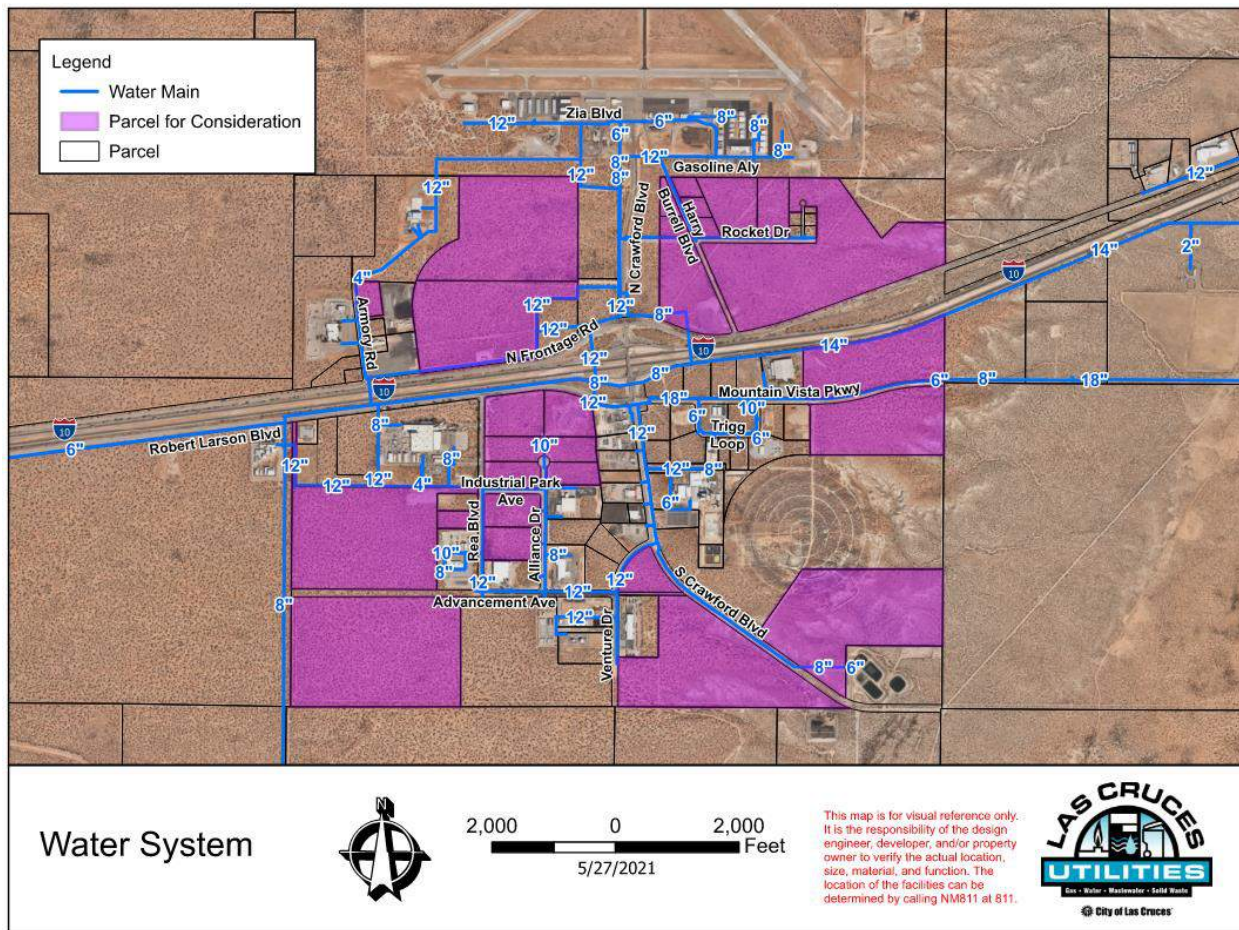 Legend
Water Main
Parcel for Consideration
Parcel
Zia Blvd
12"
6"
8"
6"
8"
8"
8"
12"
8"
Gasoline Aly
12"
12"
12"
N Crawford Blvd
Harry
Burrell Blvd
Rocket Dr
2"
14"
10
4"
Armory Rd
12"
12"
12"
8"
N Frontage Rd
12"
10
14"
10
8"
8"
Mountain Vista Pkwy
6"
8"
18"
12"
18"
6"
10"
Trigg
Loop
6"
12"
10
6"
Robert Larson Blvd
8"
8"
10"
12"
8"
12"
12"
12"
4"
Industrial Park
Ave
6"
Rea Blvd
Alliance Dr
10"
8"
8"
12"
12"
12"
Advancement Ave
8"
12"
Venture Dr
S Crawford Blvd
8"
6"
Water System
N
2,000
0
2,000
Feet
5/27/2021
This map is for visual reference only.
It is the responsibility of the design
engineer, developer, and/or property
owner to verify the actual location,
size, material, and function. The
location of the facilities can be
determined by calling NM811 at 811.
LAS CRUCES
UTILITIES
Gas • Water • Wastewater • Solid Waste
City of Las Cruces